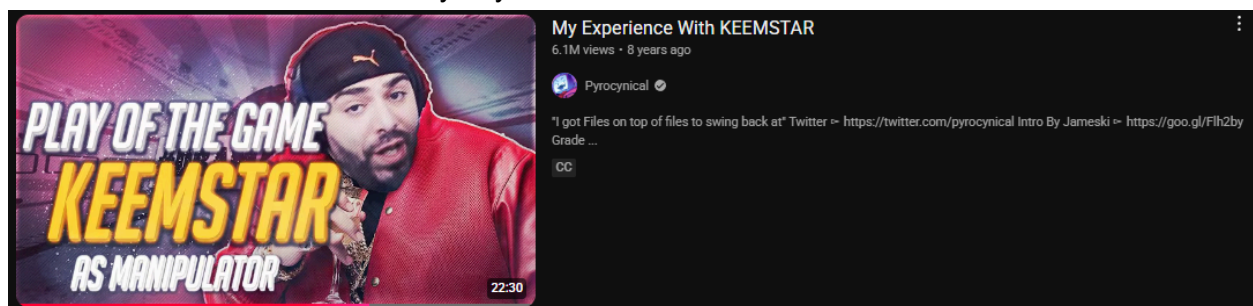 PLAY OF THE GAME
KEEMSTAR
AS MANIPULATOR
22:30
My Experience With KEEMSTAR
6.1M views • 8 years ago
Pyrocynical
"I got Files on top of files to swing back at" Twitter ▻ https://twitter.com/pyrocynical Intro By Jameski ▻ https://goo.gl/Flh2by
Grade ...
CC